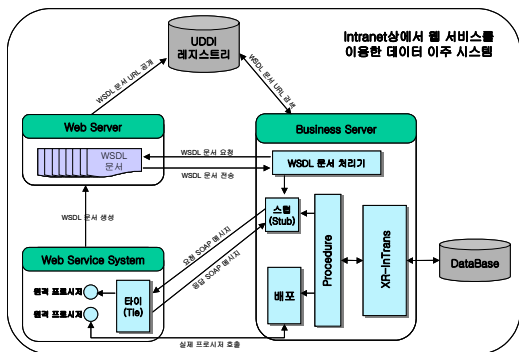 Intranet상에서 웹 서비스를
이용한 데이터 이주 시스템
UDDI
레지스트리
WSDL 문서 URL 공개
WSDL 문서 URL 검색
Web Server
WSDL
문서
Business Server
WSDL 문서 요청
WSDL 문서 전송
WSDL 문서 처리기
스텁
(Stub)
Procedure
XR-InTrans
DataBase
배포
WSDL 문서 생성
요청 SOAP 메시지
응답 SOAP 메시지
Web Service System
원격 프로시저
원격 프로시저
타이
(Tie)
실제 프로시저 호출